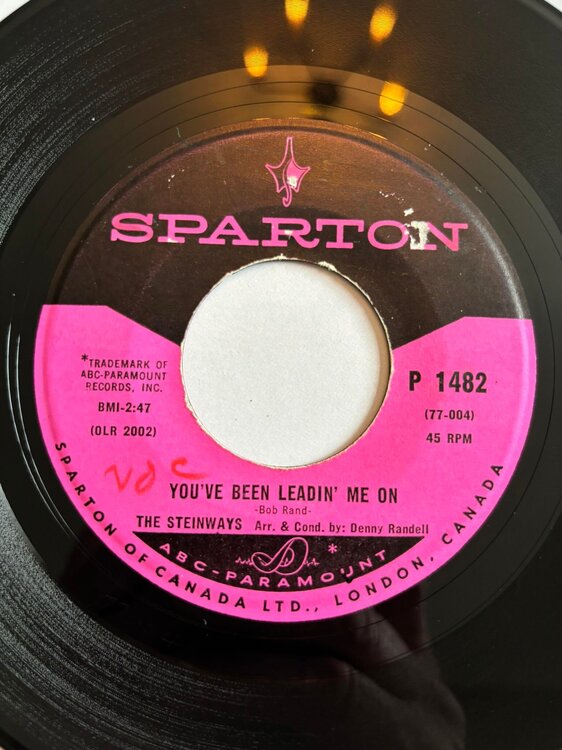 SPARTON
*TRADEMARK OF
ABC-PARAMOUNT
RECORDS, INC.
BMI-2:47
(OLR 2002)
P 1482
(77-004)
45 RPM
YOU'VE BEEN LEADIN' ME ON
-Bob Rand-
THE STEINWAYS Arr. & Cond. by: Denny Randell
*
ABC-PARAMOUNT
SPARTON OF CANADA LTD., LONDON, CANADA